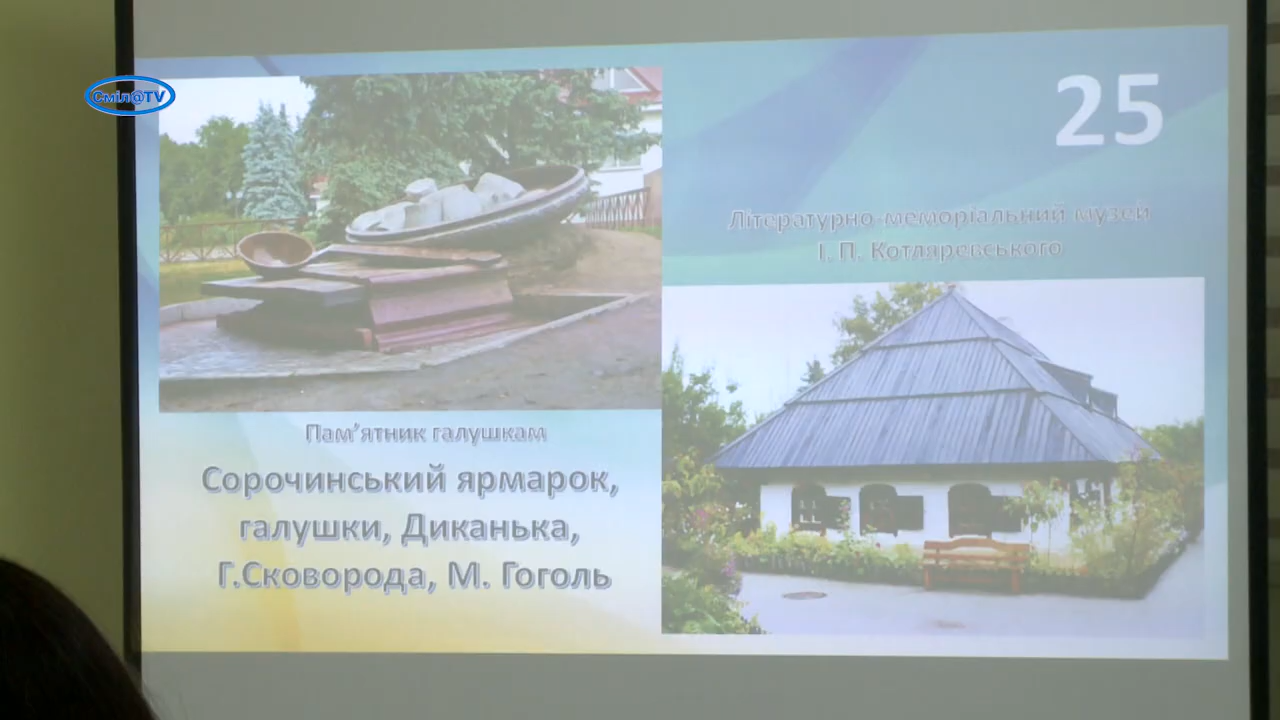 Сміл@TV
25
Літературно-меморіальний музей
І. П. Котляревського
Пам'ятник галушкам
Сорочинський ярмарок,
галушки, Диканька,
Г.Сковорода, М. Гоголь